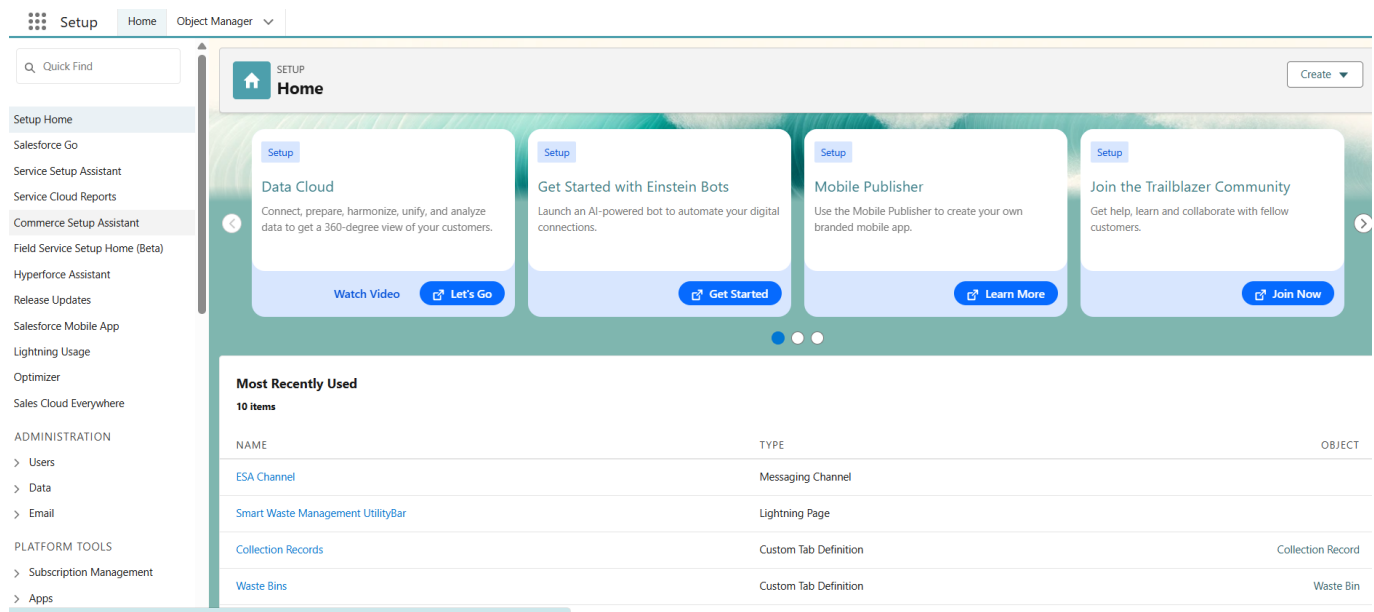 Setup Home Object Manager
Quick Find
Setup Home
Salesforce Go
Service Setup Assistant
Service Cloud Reports
Commerce Setup Assistant
Field Service Setup Home (Beta)
Hyperforce Assistant
Release Updates
Salesforce Mobile App
Lightning Usage
Optimizer
Sales Cloud Everywhere
ADMINISTRATION
Users
Data
Email
PLATFORM TOOLS
Subscription Management
Apps
SETUP
Home
Create
Setup
Data Cloud
Connect, prepare, harmonize, unify, and analyze
data to get a 360-degree view of your customers.
Watch Video Let's Go
Setup
Get Started with Einstein Bots
Launch an AI-powered bot to automate your digital
connections.
Get Started
Setup
Mobile Publisher
Use the Mobile Publisher to create your own
branded mobile app.
Learn More
Setup
Join the Trailblazer Community
Get help, learn and collaborate with fellow
customers.
Join Now
Most Recently Used
10 items
NAME TYPE OBJECT
ESA Channel Messaging Channel
Smart Waste Management UtilityBar Lightning Page
Collection Records Custom Tab Definition Collection Record
Waste Bins Custom Tab Definition Waste Bin